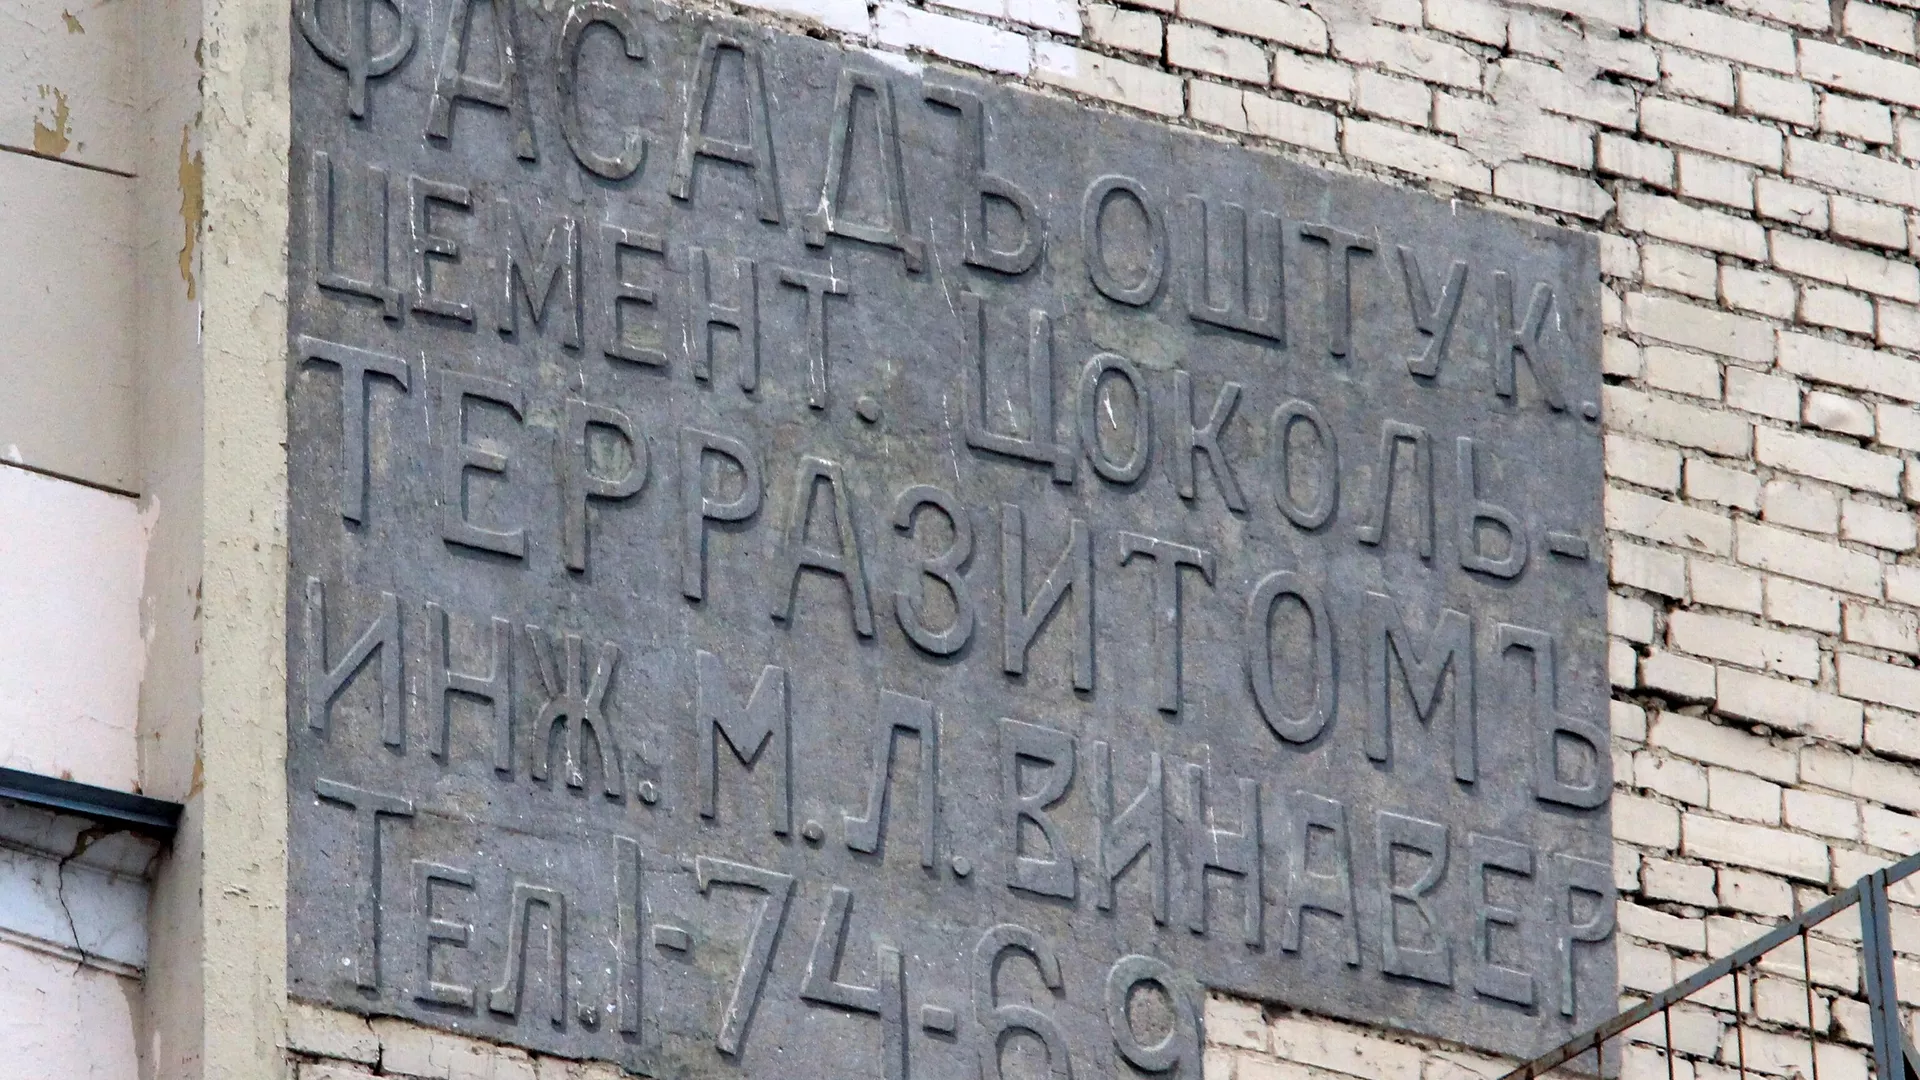 ФАСАДЪ ОШТУК.
ЦЕМЕНТ. ЦОКОЛЬ-
ТЕРРАЗИТОМЪ
ИНЖ. М. Л. ВИНАВЕР
ТЕЛ. 1-74-69